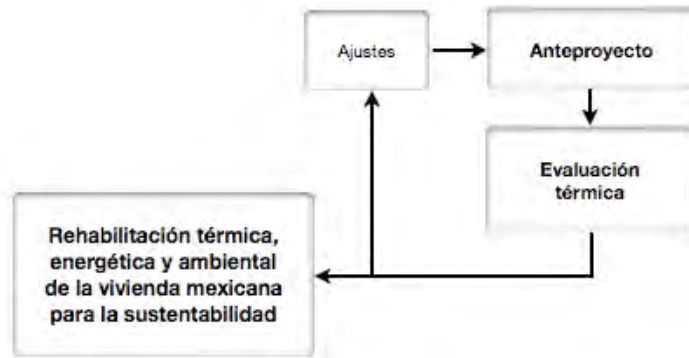 Ajustes
Anteproyecto
Evaluación
térmica
Rehabilitación térmica,
energética y ambiental
de la vivienda mexicana
para la sustentabilidad